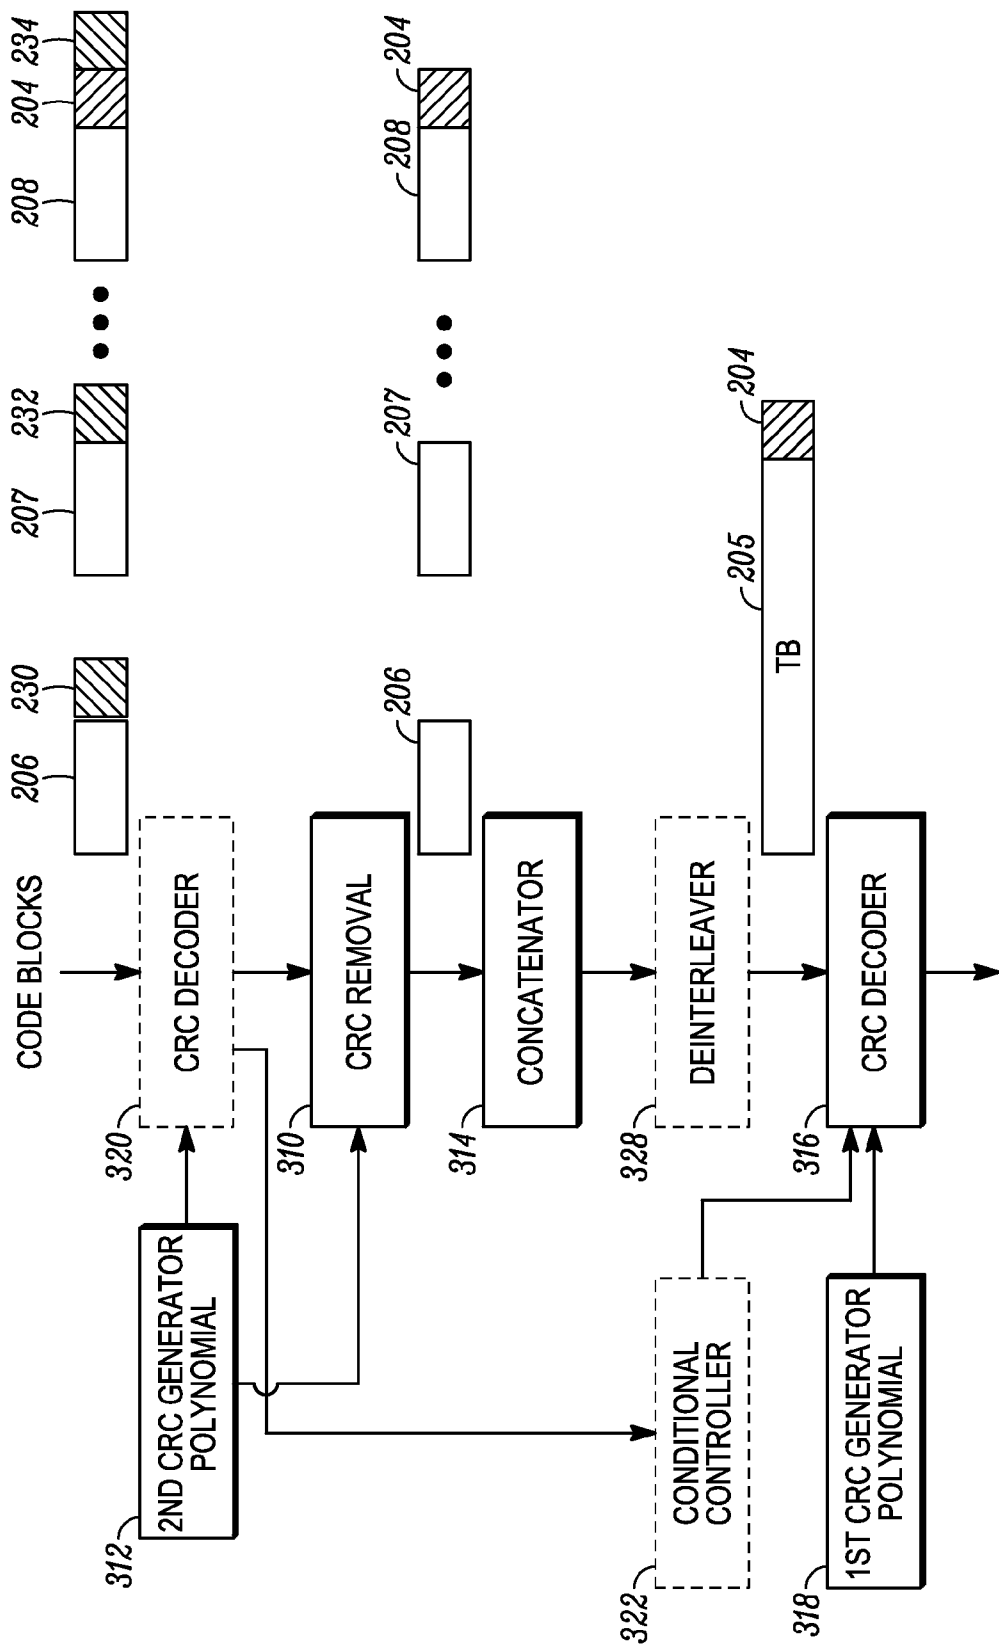 CODE BLOCKS
206
230
207
232
208
204
234
312
2ND CRC GENERATOR
POLYNOMIAL
320
CRC DECODER
310
CRC REMOVAL
206
207
208
204
314
CONCATENATOR
322
CONDITIONAL
CONTROLLER
328
DEINTERLEAVER
TB
205
204
318
1ST CRC GENERATOR
POLYNOMIAL
316
CRC DECODER